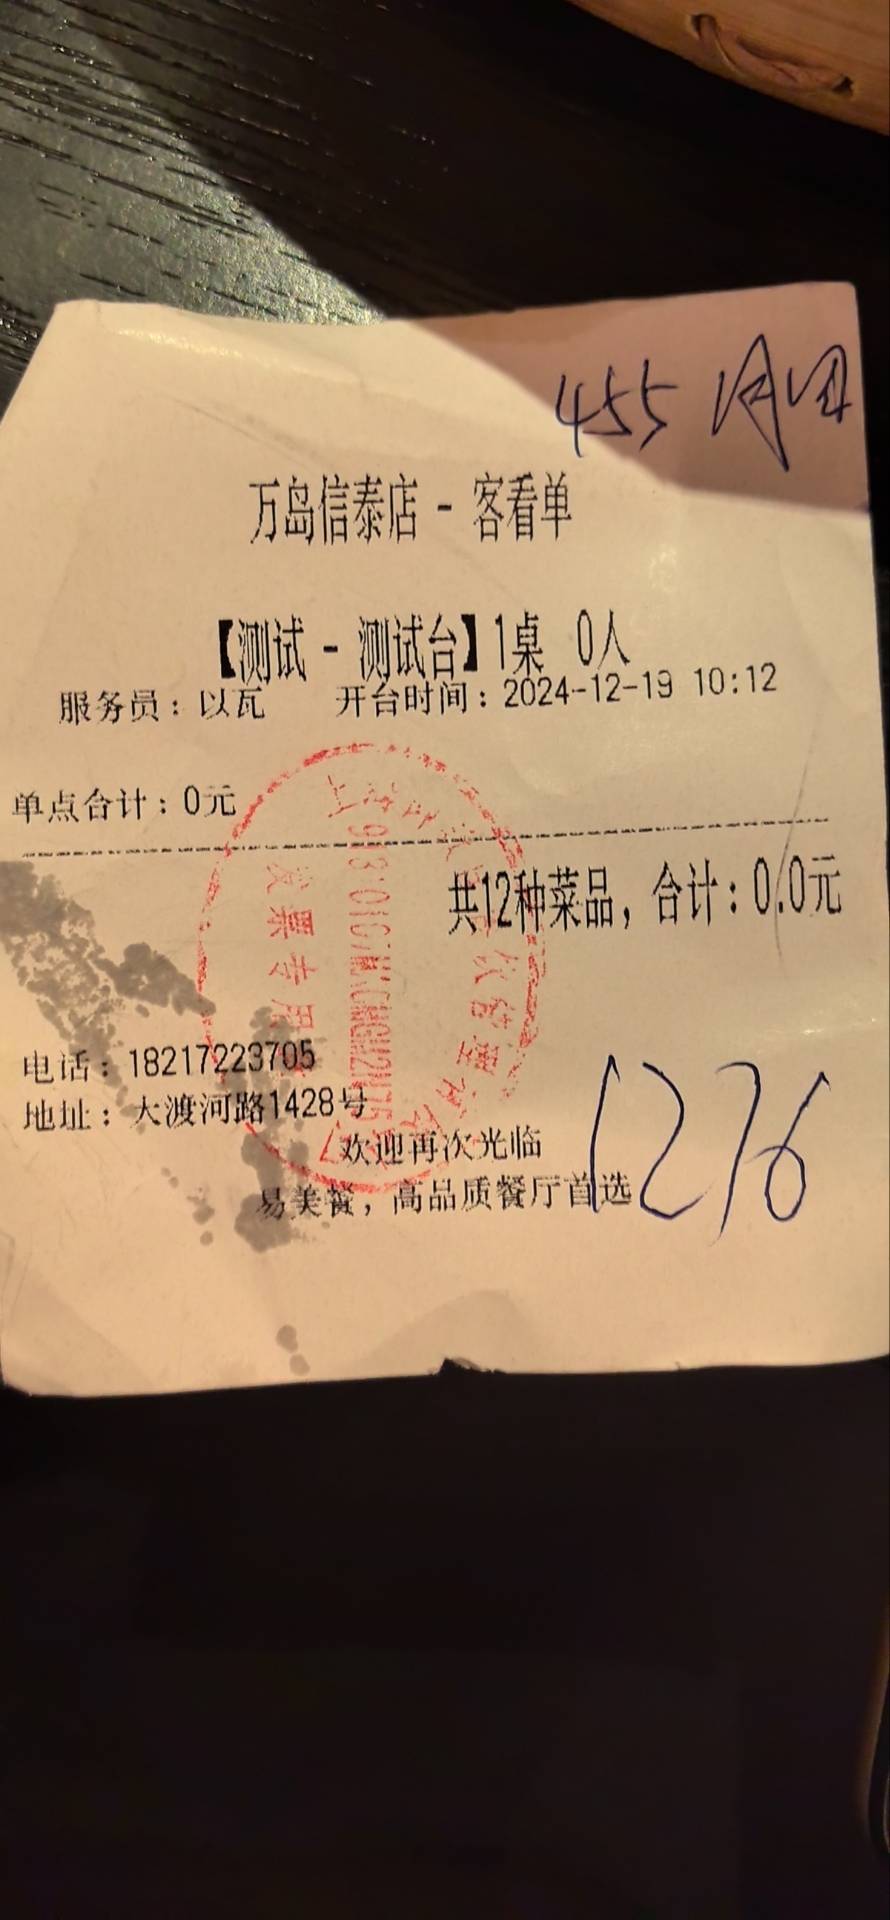 455
万岛信泰店 - 客看单
【测试 - 测试台】1桌 0人
服务员：以瓦 开台时间：2024-12-19 10:12
单点合计：0元
共12种菜品，合计：0.0元
发票专用
电话：18217223705
地址：大渡河路1428号
欢迎再次光临
易美餐，高品质餐厅首选
1276